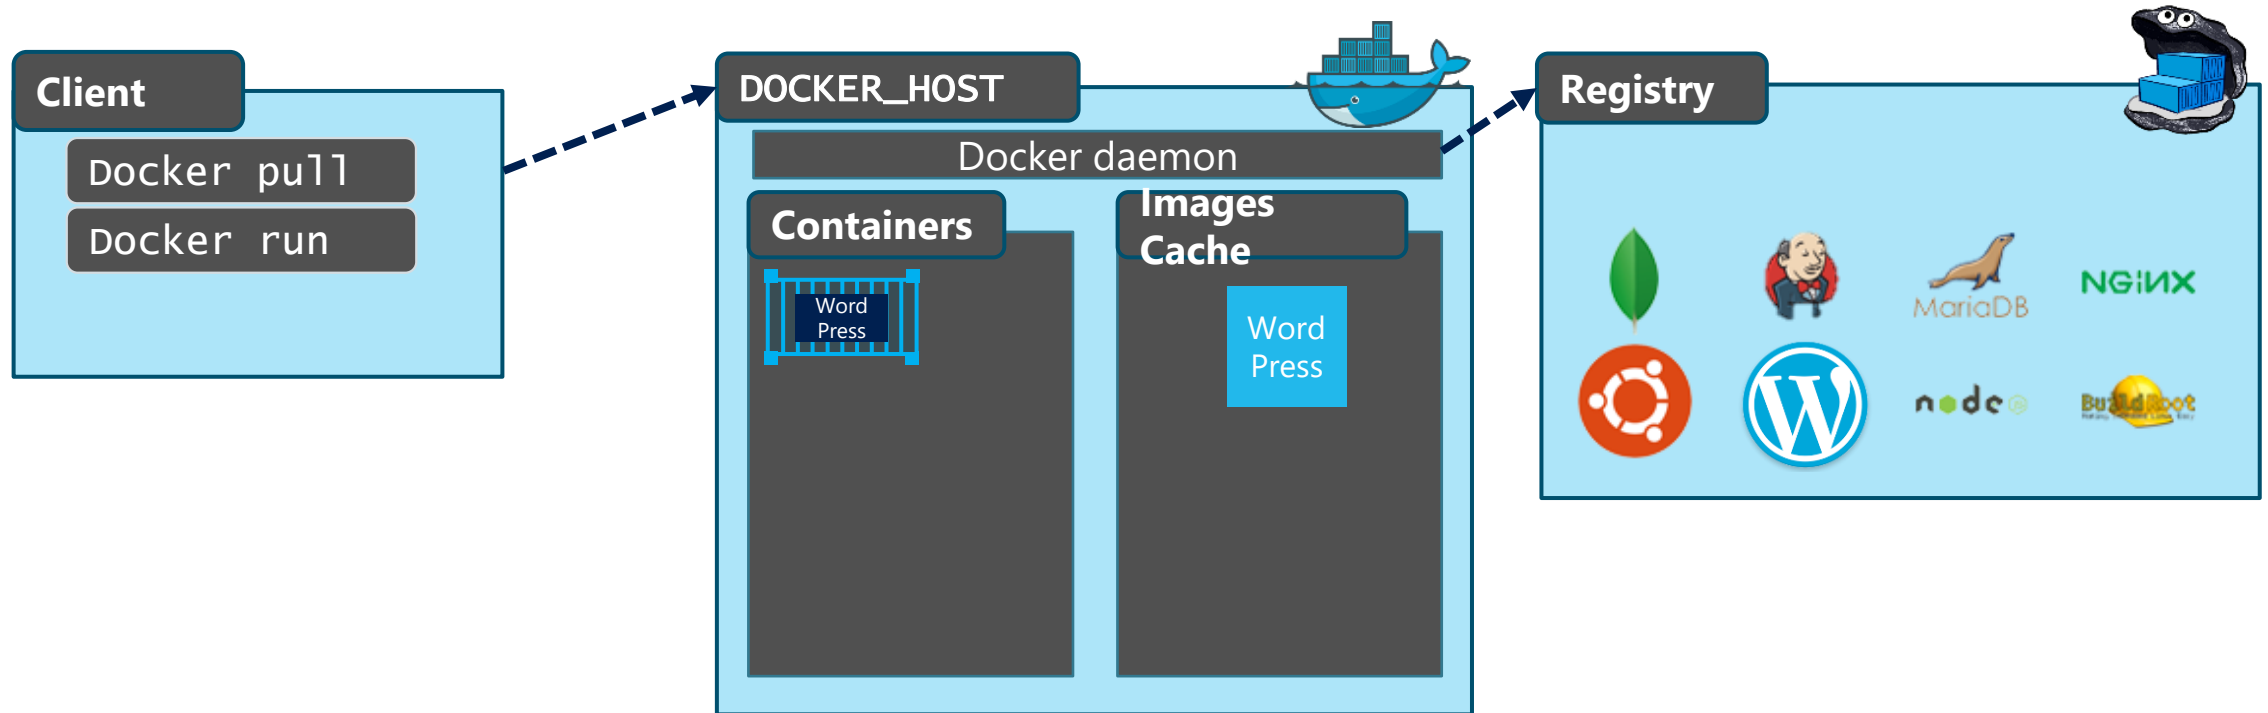 Client
Docker pull
Docker run
DOCKER_HOST
Docker daemon
Containers
Word
Press
Images
Cache
Word
Press
Registry
MariaDB
NGiNX
W
node
BuildRoot